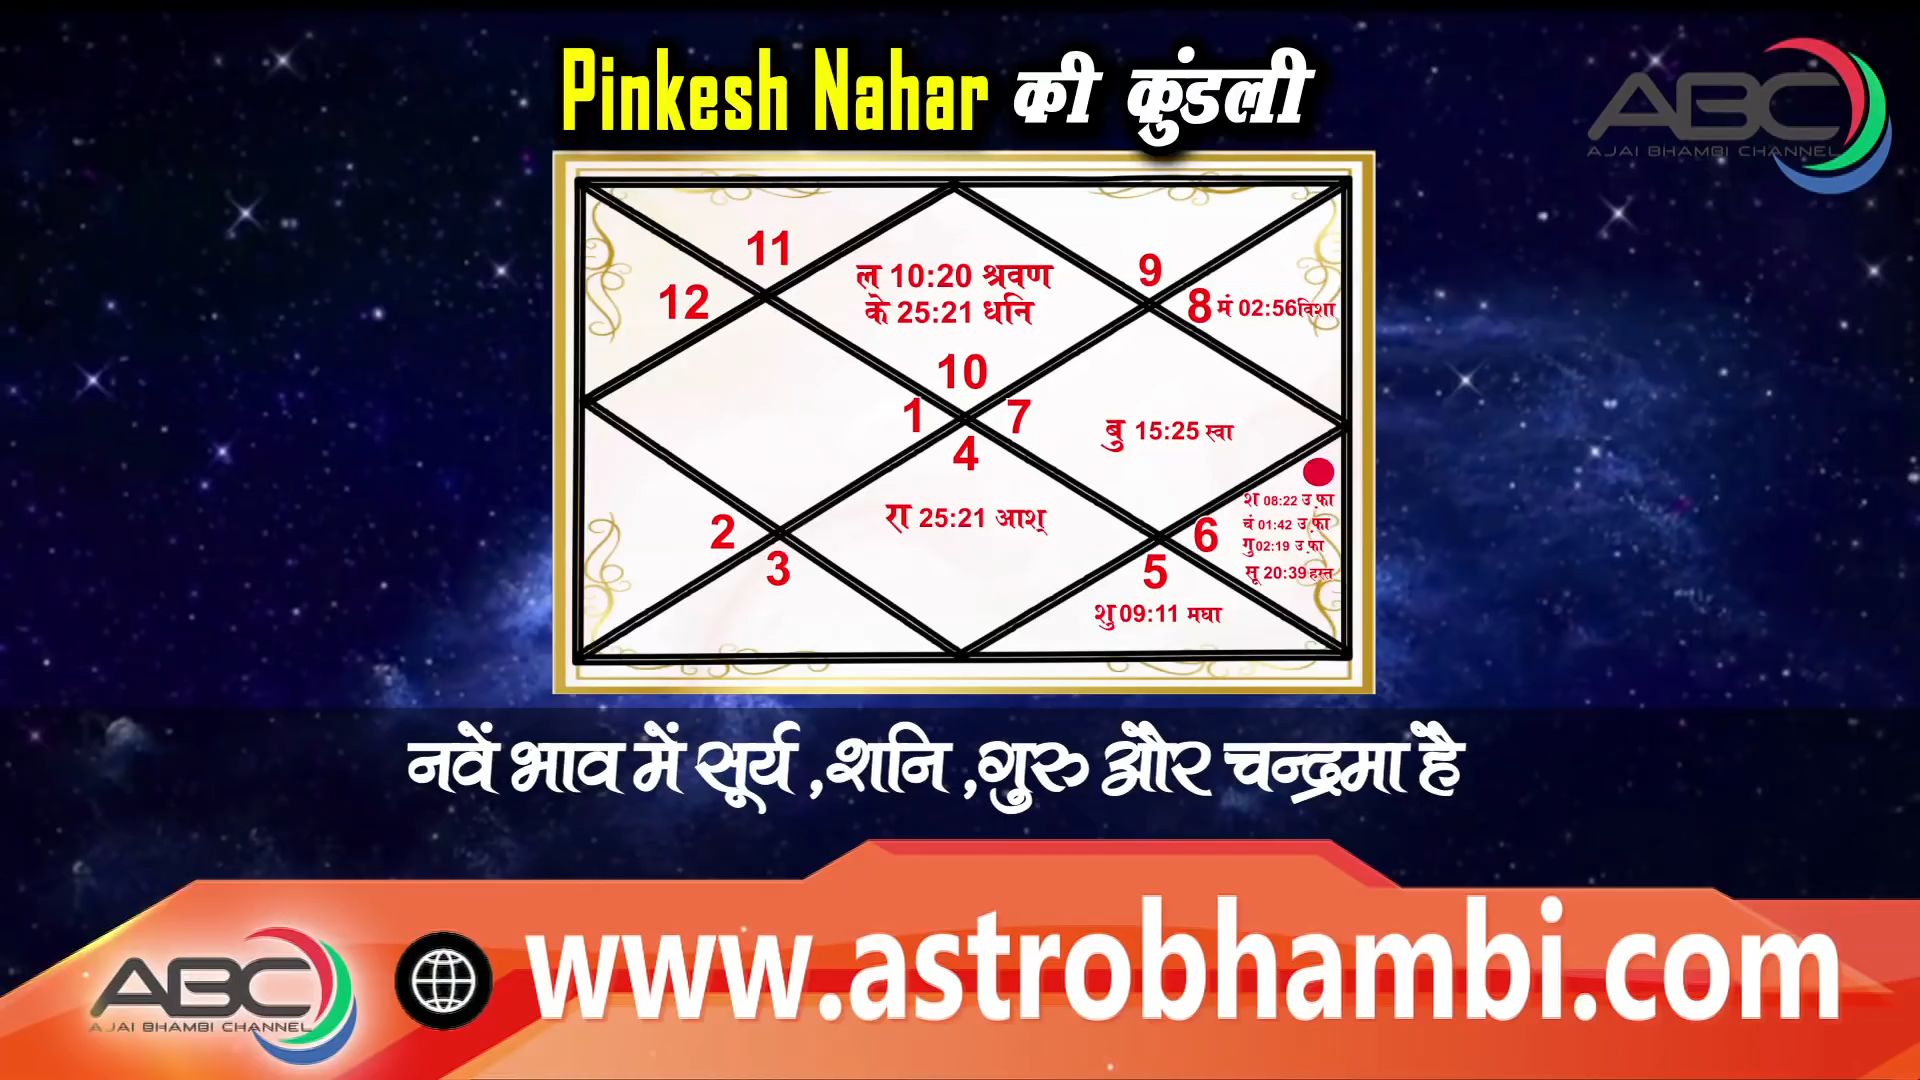 Pinkesh Nahar की कुंडली
ABC
AJAI BHAMBI CHANNEL
11
12
ल 10:20 श्रवण
के 25:21 धनि
10
9
8 मं 02:56 विशा
1
7
4
बु 15:25 स्वा
रा 25:21 आश्
2
3
6
श 08:22 उ.फा
चं 01:42 उ.फा
गु 02:19 उ.फा
सू 20:39 हस्त
5
शु 09:11 मघा
नवें भाव में सूर्य ,शनि ,गुरु और चन्द्रमा है
ABC
AJAI BHAMBI CHANNEL
www.astrobhambi.com